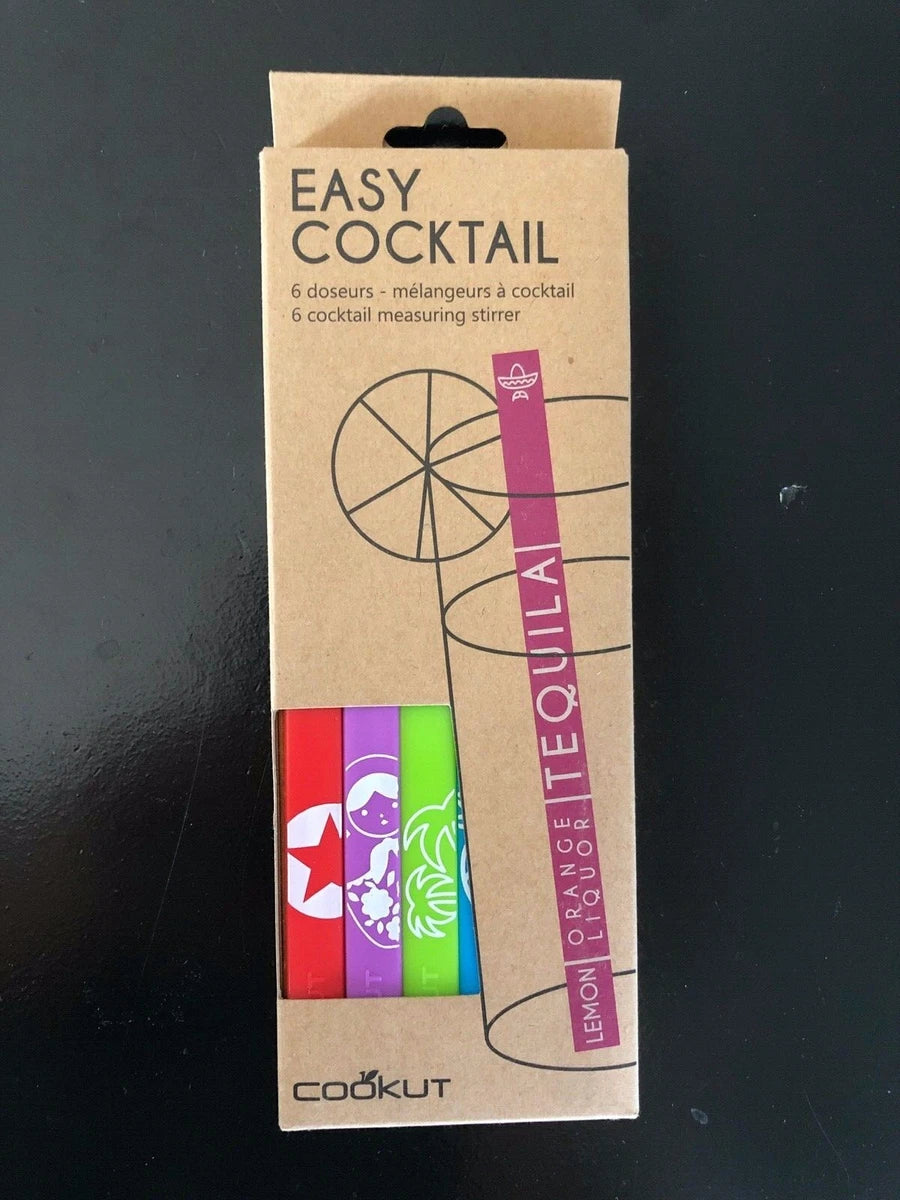 EASY
COCKTAIL
6 doseurs - mélangeurs à cocktail
6 cocktail measuring stirrer
TEQUILA
ORANGE
LIQUOR
LEMON
COOKUT